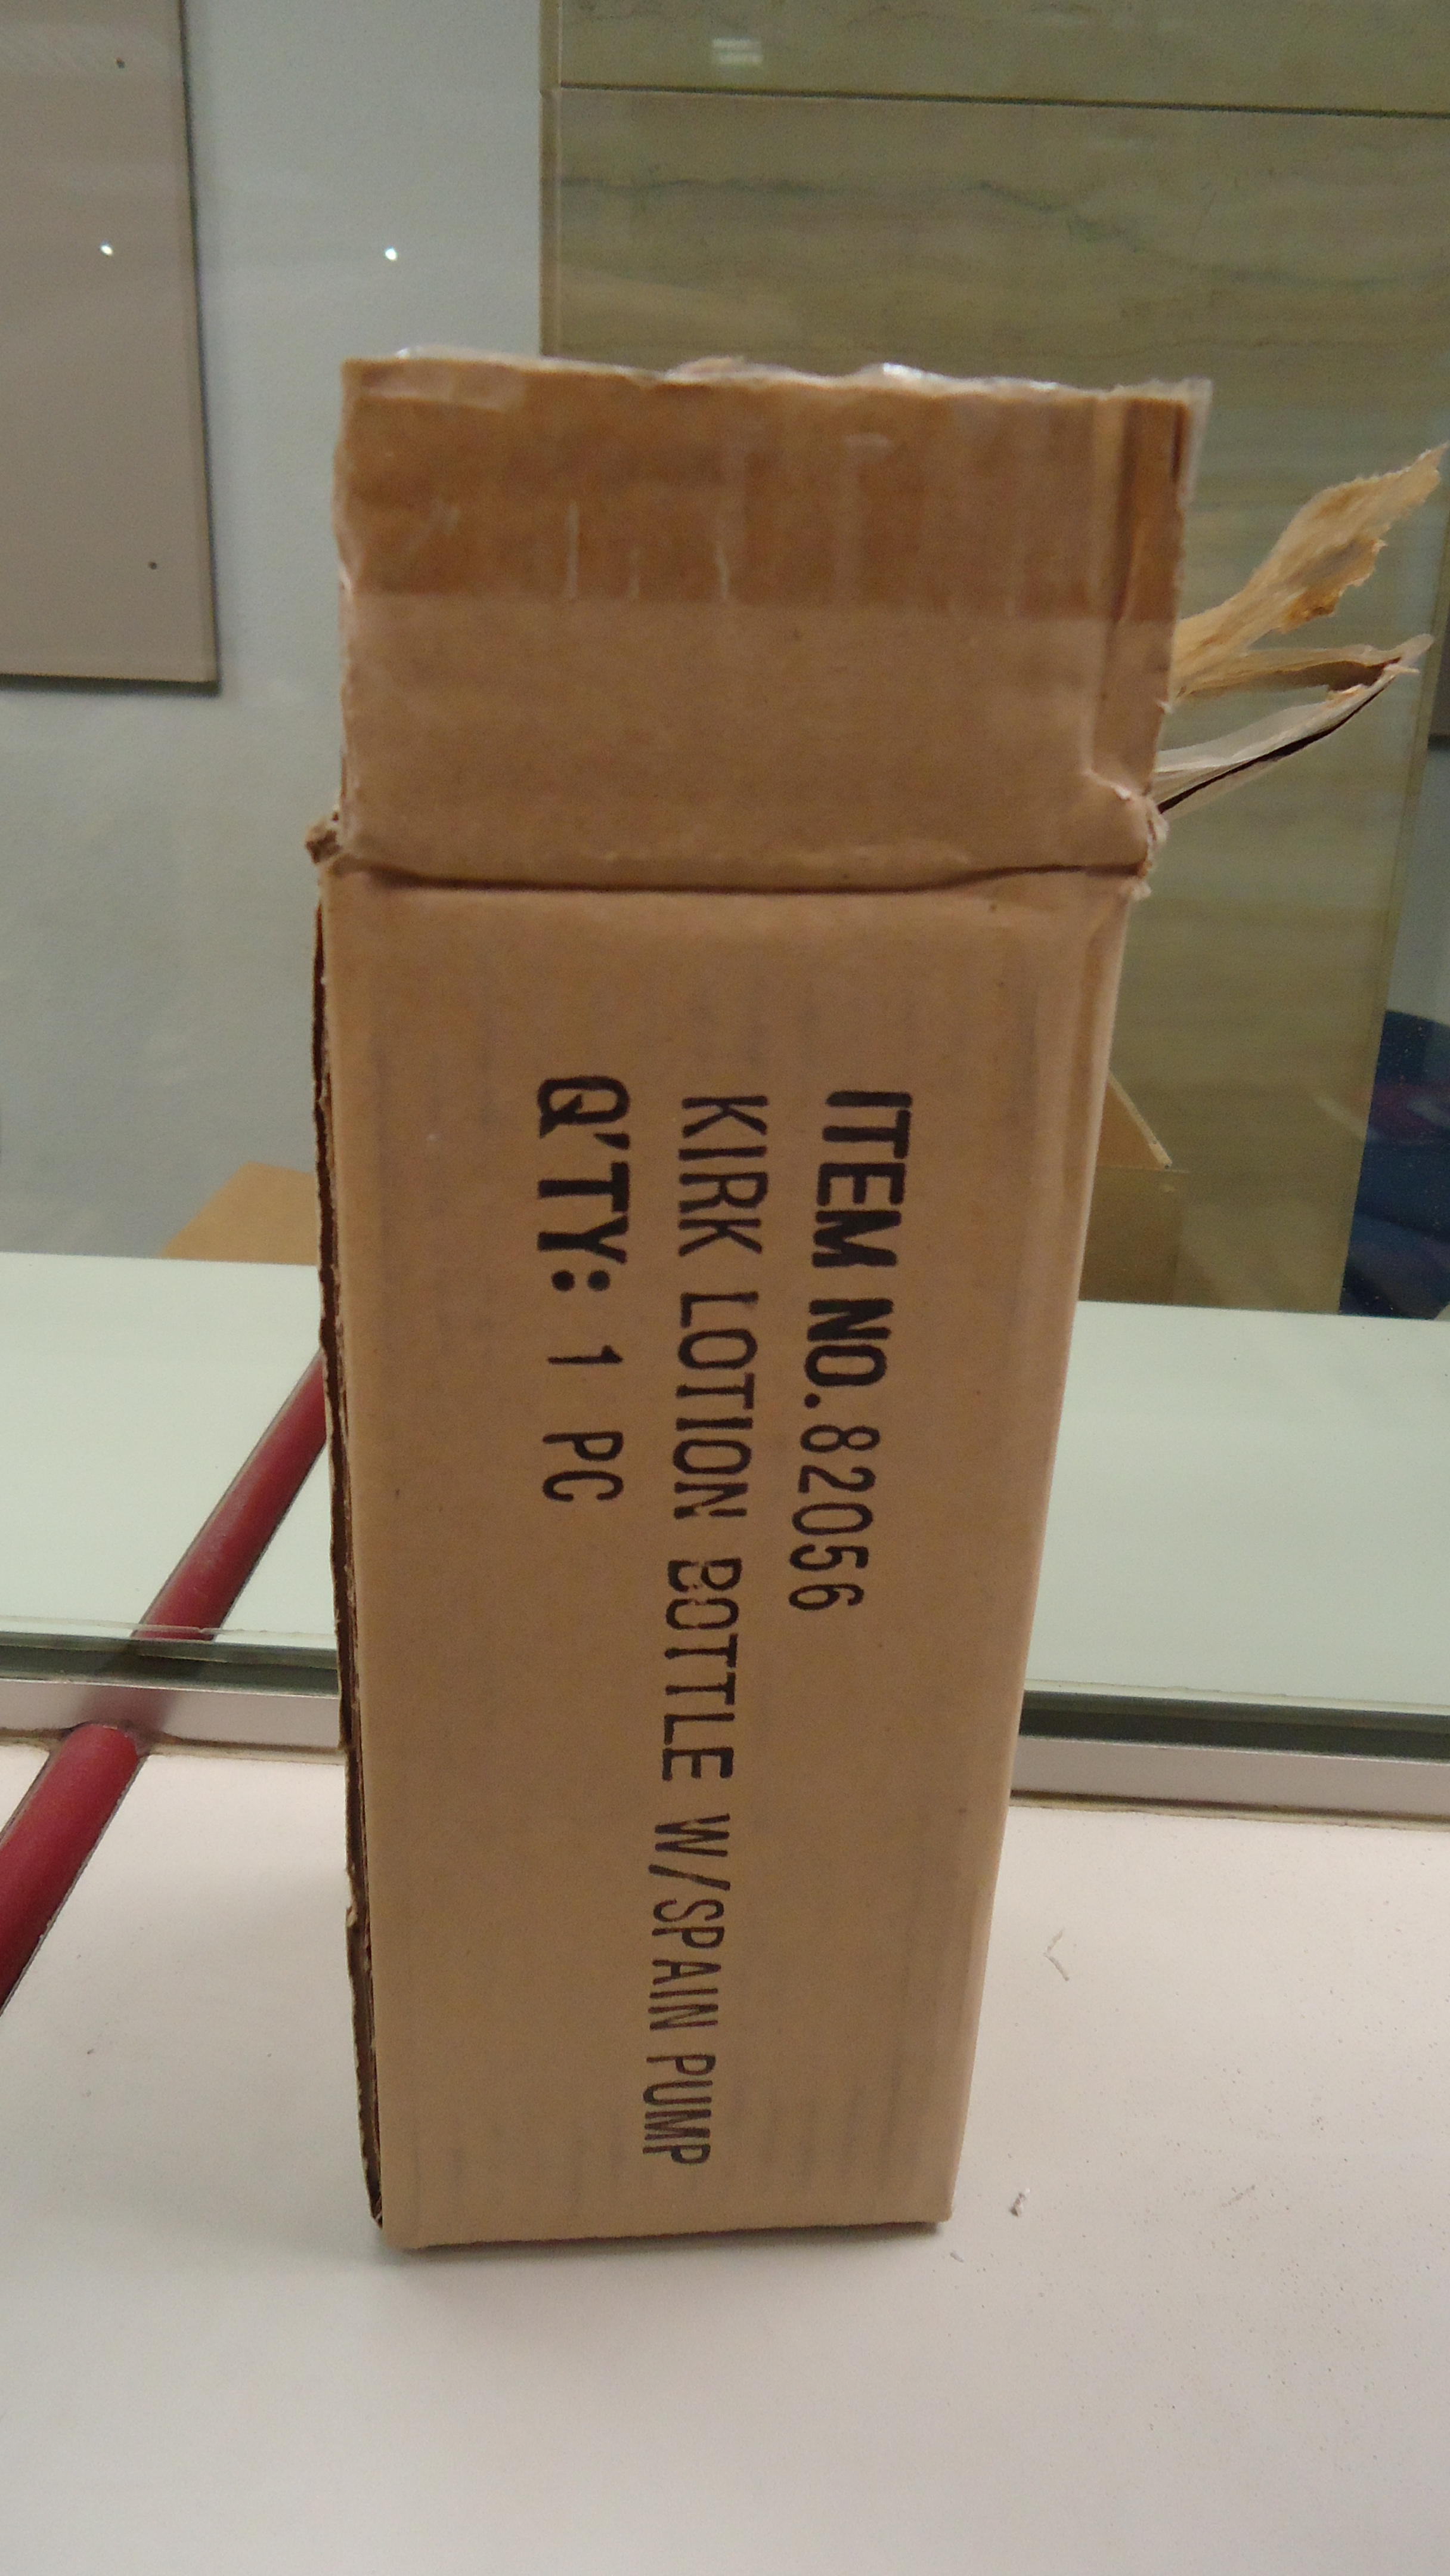 ITEM NO.82056
KIRK LOTION BOTTLE W/SPAIN PUMP
Q'TY: 1 PC